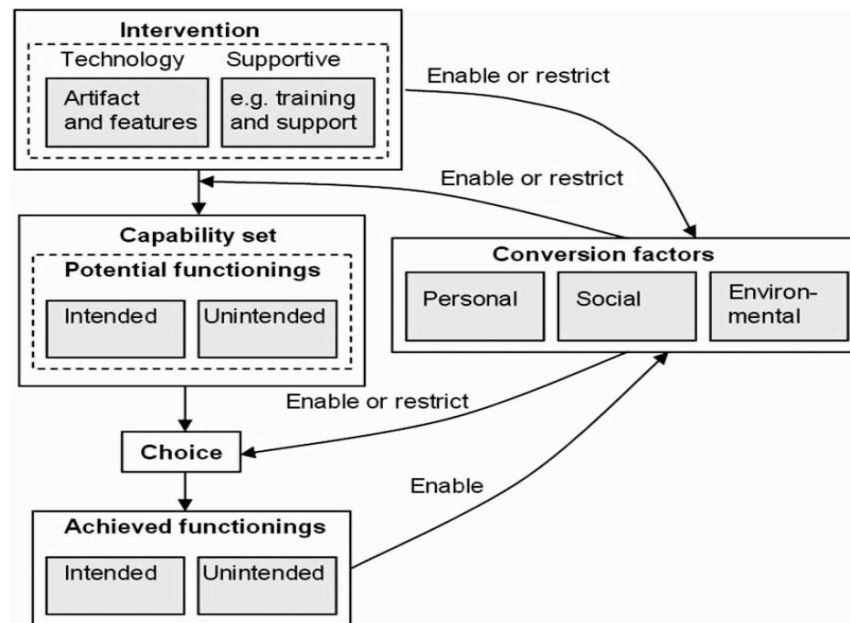 Intervention
Technology
Supportive
Artifact
and features
e.g. training
and support
Enable or restrict
Enable or restrict
Capability set
Potential functionings
Intended
Unintended
Conversion factors
Personal
Social
Environ-
mental
Enable or restrict
Choice
Enable
Achieved functionings
Intended
Unintended